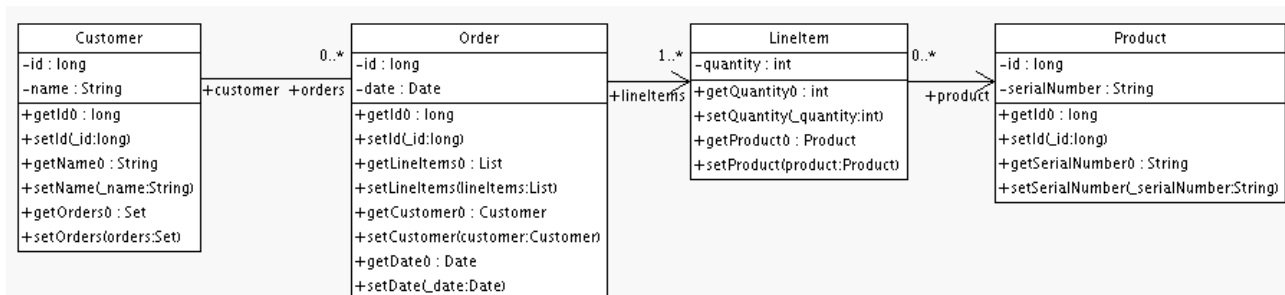 Customer
-id : long
-name : String
+getId() : long
+setId(_id:long)
+getName() : String
+setName(_name:String)
+getOrders() : Set
+setOrders(orders:Set)
0..*
+customer +orders
Order
-id : long
-date : Date
+getId() : long
+setId(_id:long)
+getLineItems() : List
+setLineItems(lineItems:List)
+getCustomer() : Customer
+setCustomer(customer:Customer)
+getDate() : Date
+setDate(_date:Date)
1..*
+lineItems
LineItem
-quantity : int
+getQuantity() : int
+setQuantity(_quantity:int)
+getProduct() : Product
+setProduct(product:Product)
0..*
+product
Product
-id : long
-serialNumber : String
+getId() : long
+setId(_id:long)
+getSerialNumber() : String
+setSerialNumber(_serialNumber:String)